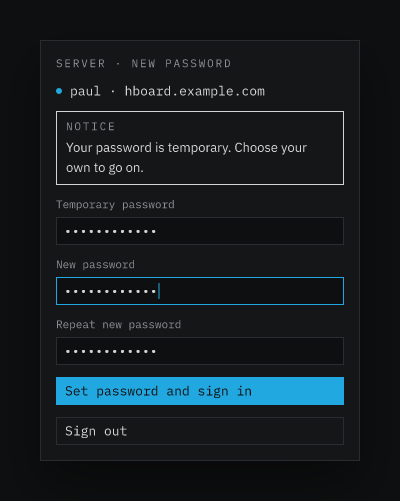 SERVER · NEW PASSWORD
paul · hboard.example.com
NOTICE
Your password is temporary. Choose your
own to go on.
Temporary password
••••••••••••
New password
••••••••••••
Repeat new password
••••••••••••
Set password and sign in
Sign out